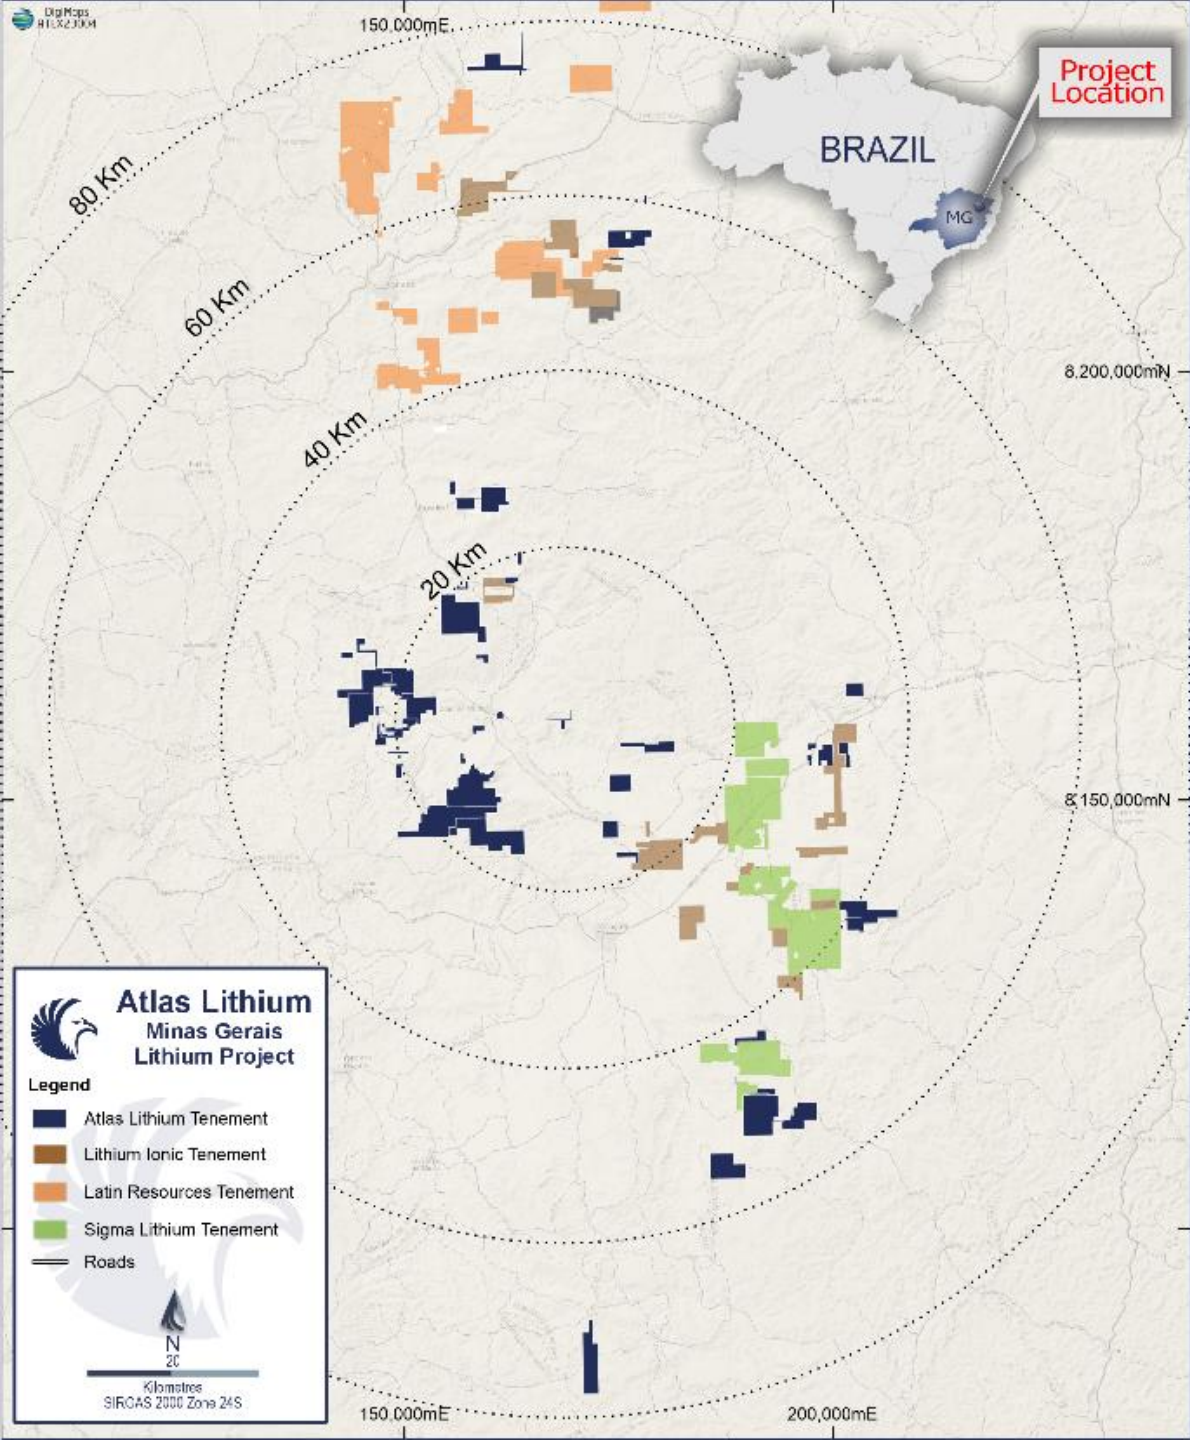 DigiMaps
ATLX23004
150,000mE
Project
Location
BRAZIL
MG
80 Km
60 Km
8,200,000mN
40 Km
20 Km
8,150,000mN
Atlas Lithium
Minas Gerais
Lithium Project
Legend
Atlas Lithium Tenement
Lithium Ionic Tenement
Latin Resources Tenement
Sigma Lithium Tenement
Roads
N
20
Kilometres
SIRGAS 2000 Zone 24S
150,000mE
200,000mE